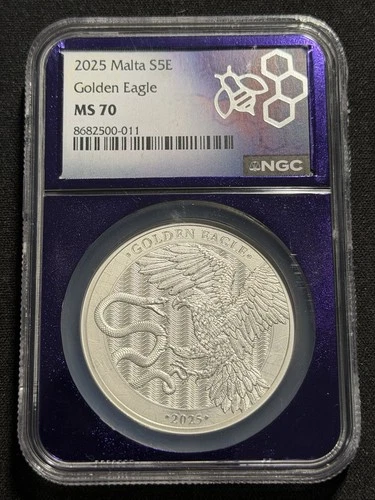 2025 Malta S5E
Golden Eagle
MS 70
8682500-011
NGC
·GOLDEN EAGLE·
·2025·